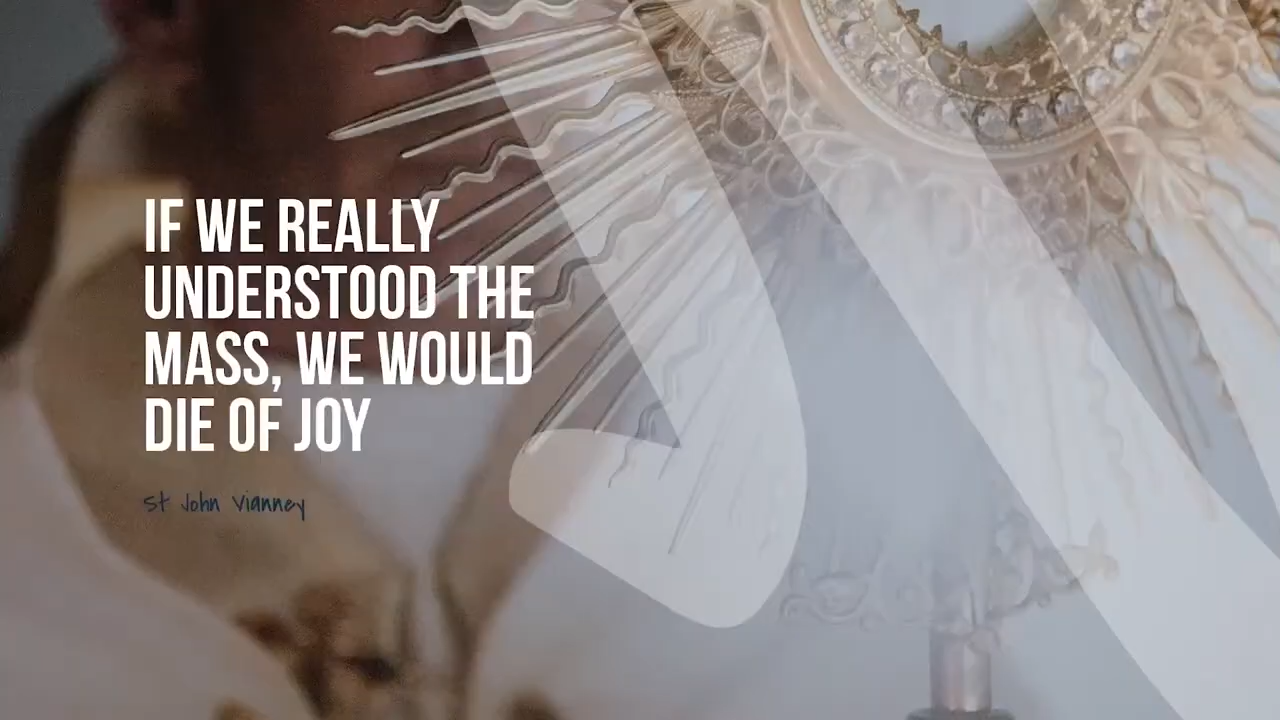 IF WE REALLY
UNDERSTOOD THE
MASS, WE WOULD
DIE OF JOY
St John Vianney